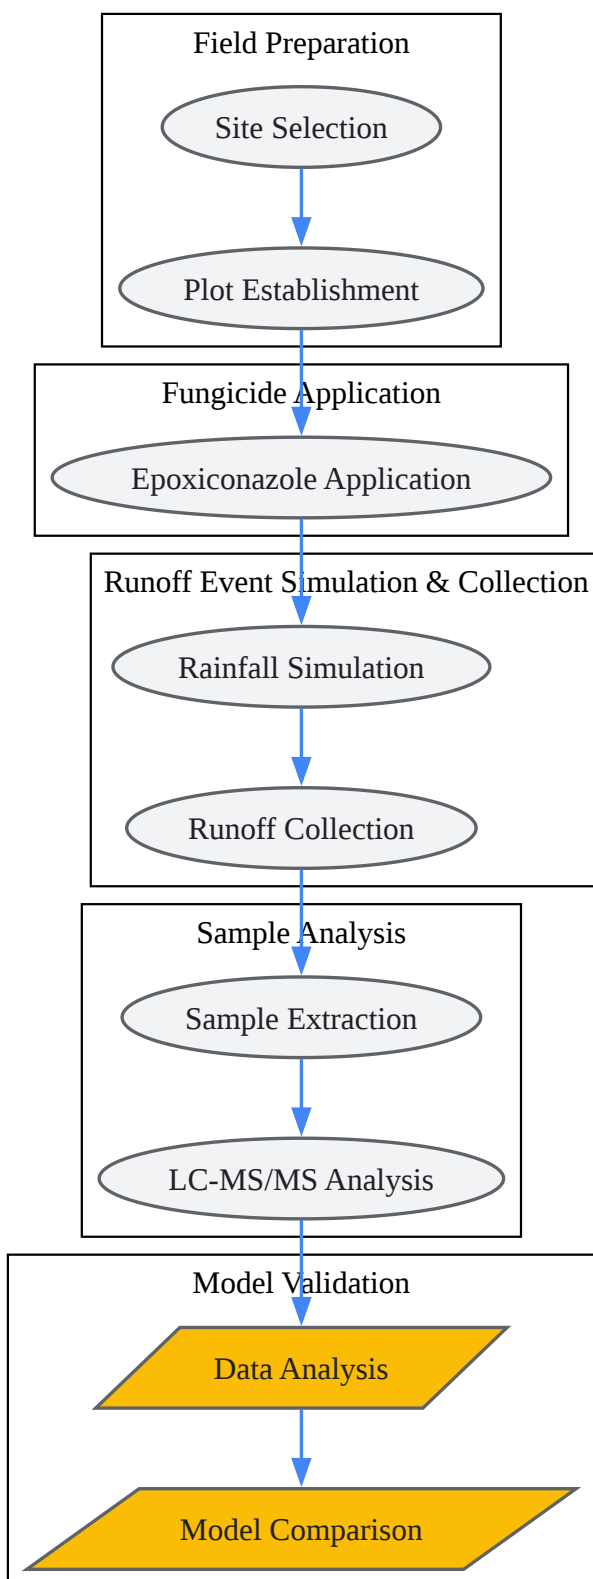 Field Preparation
Site Selection
Plot Establishment
Fungicide Application
Epoxiconazole Application
Runoff Event Simulation & Collection
Rainfall Simulation
Runoff Collection
Sample Analysis
Sample Extraction
LC-MS/MS Analysis
Model Validation
Data Analysis
Model Comparison